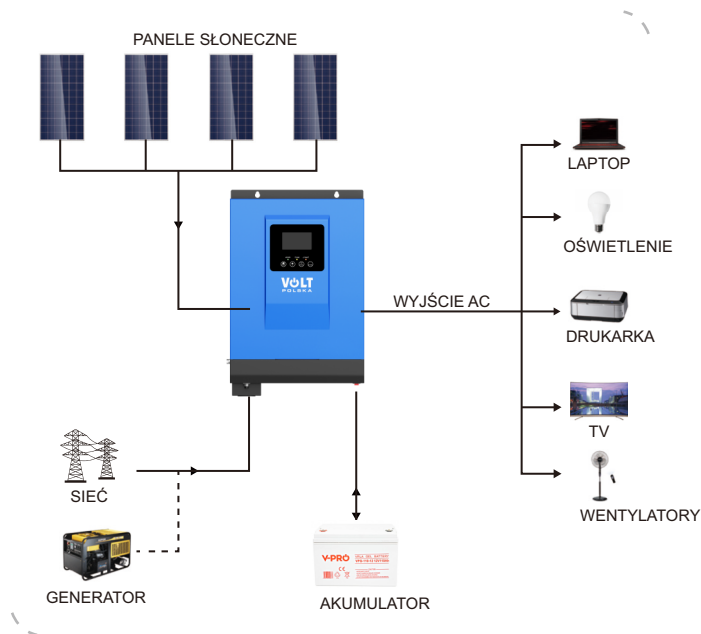 PANELE SŁONECZNE
LAPTOP
OŚWIETLENIE
VOLT
POLSKA
WYJŚCIE AC
DRUKARKA
TV
SIEĆ
WENTYLATORY
V-PRO
GENERATOR
AKUMULATOR